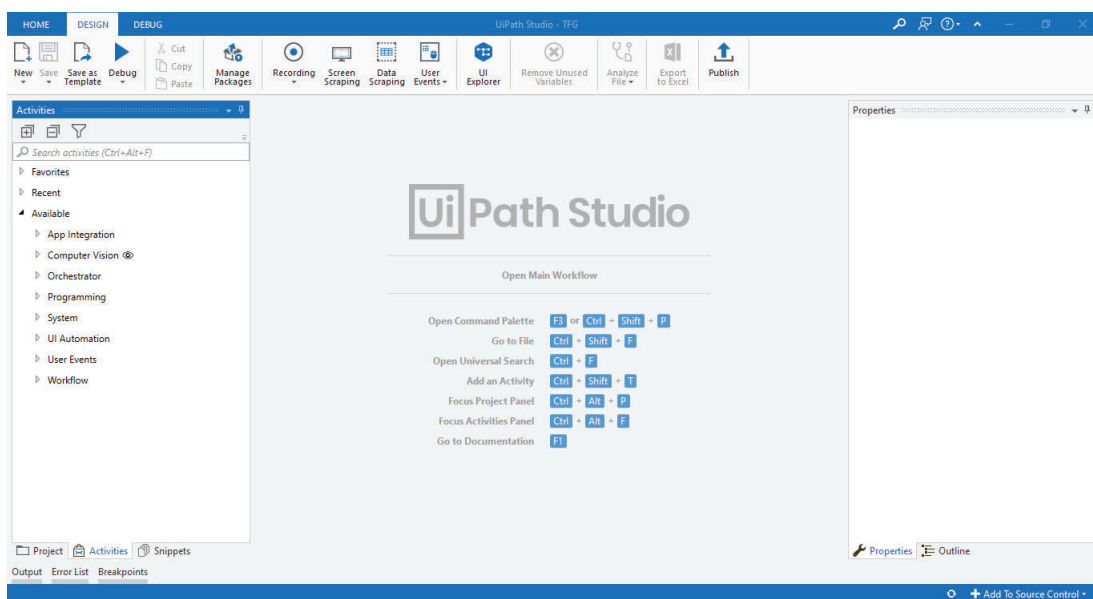 HOME DESIGN DEBUG UiPath Studio - TFG
New Save Save as Template Debug Cut Copy Paste Manage Packages Recording Screen Scraping Data Scraping User Events UI Explorer Remove Unused Variables Analyze File Export to Excel Publish
Activities
Search activities (Ctrl+Alt+F)
Favorites
Recent
Available
App Integration
Computer Vision
Orchestrator
Programming
System
UI Automation
User Events
Workflow
Project Activities Snippets
UiPath Studio
Open Main Workflow
Open Command Palette F3 or Ctrl + Shift + P
Go to File Ctrl + Shift + F
Open Universal Search Ctrl + F
Add an Activity Ctrl + Shift + T
Focus Project Panel Ctrl + Alt + P
Focus Activities Panel Ctrl + Alt + F
Go to Documentation F1
Properties
Properties Outline
Output Error List Breakpoints
Add To Source Control